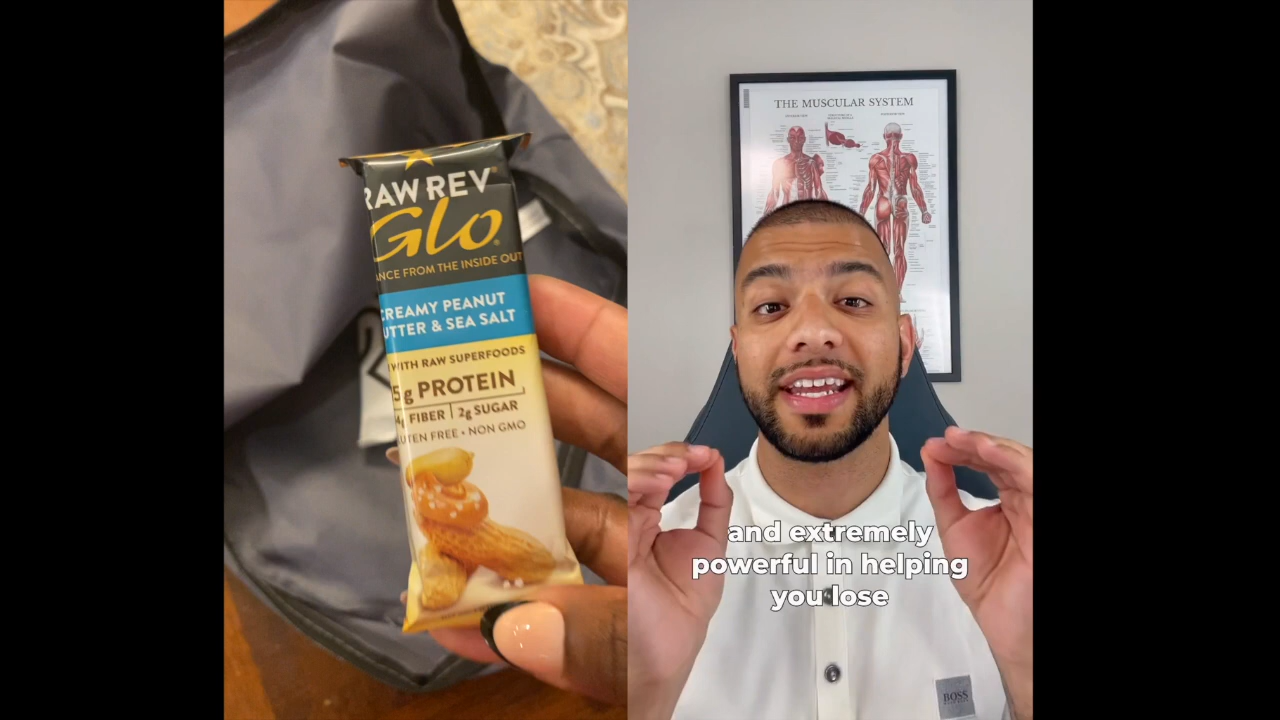 RAW REV
Glo
ANCE FROM THE INSIDE OUT
CREAMY PEANUT
UTTER & SEA SALT
WITH RAW SUPERFOODS
5g PROTEIN
4g FIBER | 2g SUGAR
UTEN FREE • NON GMO
THE MUSCULAR SYSTEM
and extremely
powerful in helping
you lose
BOSS